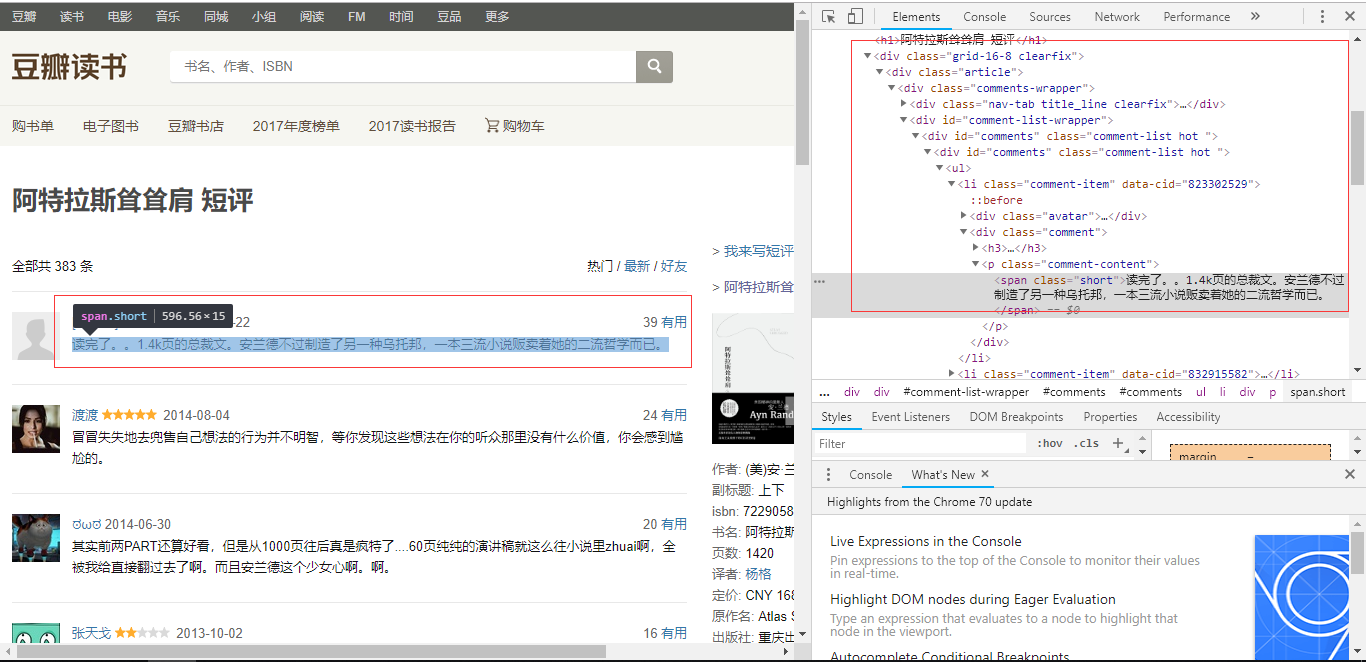 豆瓣 读书 电影 音乐 同城 小组 阅读 FM 时间 豆品 更多
豆瓣读书
书名、作者、ISBN
购书单 电子图书 豆瓣书店 2017年度榜单 2017读书报告 购物车
阿特拉斯耸耸肩 短评
全部共 383 条
热门 / 最新 / 好友
span.short 596.56 × 15
-22
39 有用
读完了。。1.4k页的总裁文。安兰德不过制造了另一种乌托邦，一本三流小说贩卖着她的二流哲学而已。
渡渡 2014-08-04
24 有用
冒冒失失地去兜售自己想法的行为并不明智，等你发现这些想法在你的听众那里没有什么价值，你会感到尴
尬的。
ಠωಠ 2014-06-30
20 有用
其实前两PART还算好看，但是从1000页往后真是疯特了....60页纯纯的演讲稿就这么往小说里zhuai啊，全
被我给直接翻过去了啊。而且安兰德这个少女心啊。啊。
张天戈 2013-10-02
16 有用
> 我来写短评
> 阿特拉斯耸
阿特拉斯耸耸肩
Ayn Rand
作者: (美)安·兰
副标题: 上下
isbn: 7229058
书名: 阿特拉斯
页数: 1420
译者: 杨格
定价: CNY 168
原作名: Atlas S
出版社: 重庆出
Elements Console Sources Network Performance »
<h1>阿特拉斯耸耸肩 短评</h1>
<div class="grid-16-8 clearfix">
<div class="article">
<div class="comments-wrapper">
<div class="nav-tab title_line clearfix">…</div>
<div id="comment-list-wrapper">
<div id="comments" class="comment-list hot ">
<div id="comments" class="comment-list hot ">
<ul>
<li class="comment-item" data-cid="823302529">
::before
<div class="avatar">…</div>
<div class="comment">
<h3>…</h3>
<p class="comment-content">
<span class="short">读完了。。1.4k页的总裁文。安兰德不过
制造了另一种乌托邦，一本三流小说贩卖着她的二流哲学而已。
</span> == $0
</p>
</div>
</li>
<li class="comment-item" data-cid="832915582">…</li>
... div div #comment-list-wrapper #comments #comments ul li div p span.short
Styles Event Listeners DOM Breakpoints Properties Accessibility
Filter :hov .cls +
margin –
Console What's New ×
Highlights from the Chrome 70 update
Live Expressions in the Console
Pin expressions to the top of the Console to monitor their values
in real-time.
Highlight DOM nodes during Eager Evaluation
Type an expression that evaluates to a node to highlight that
node in the viewport.
Autocomplete Conditional Breakpoints